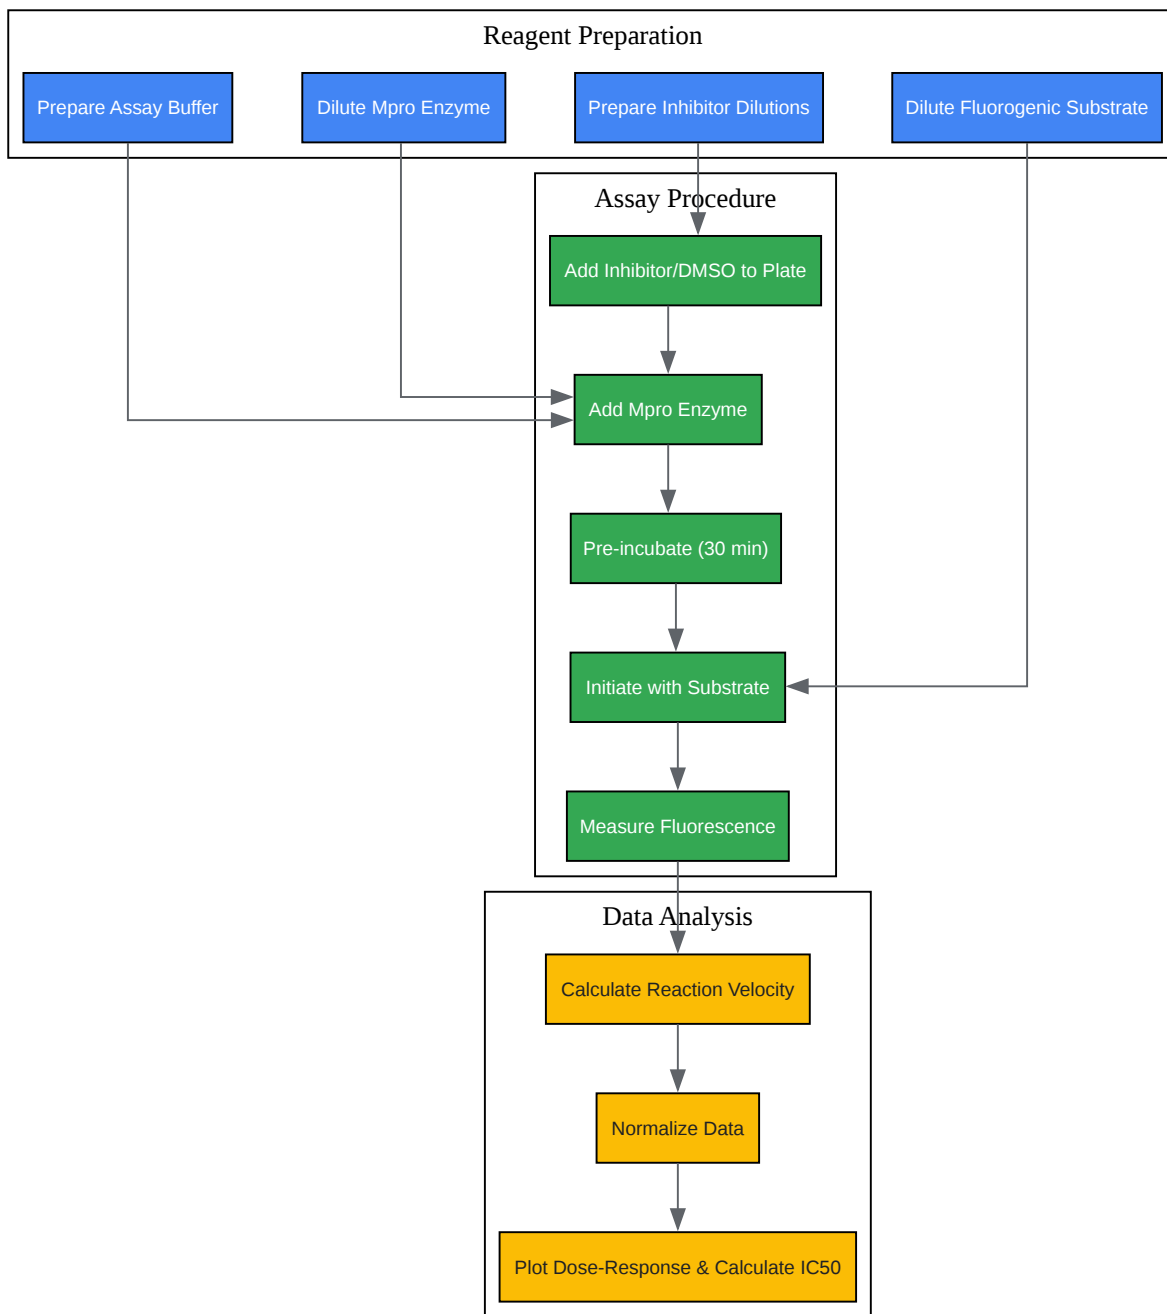 Reagent Preparation
Prepare Assay Buffer
Dilute Mpro Enzyme
Prepare Inhibitor Dilutions
Dilute Fluorogenic Substrate
Assay Procedure
Add Inhibitor/DMSO to Plate
Add Mpro Enzyme
Pre-incubate (30 min)
Initiate with Substrate
Measure Fluorescence
Data Analysis
Calculate Reaction Velocity
Normalize Data
Plot Dose-Response & Calculate IC50